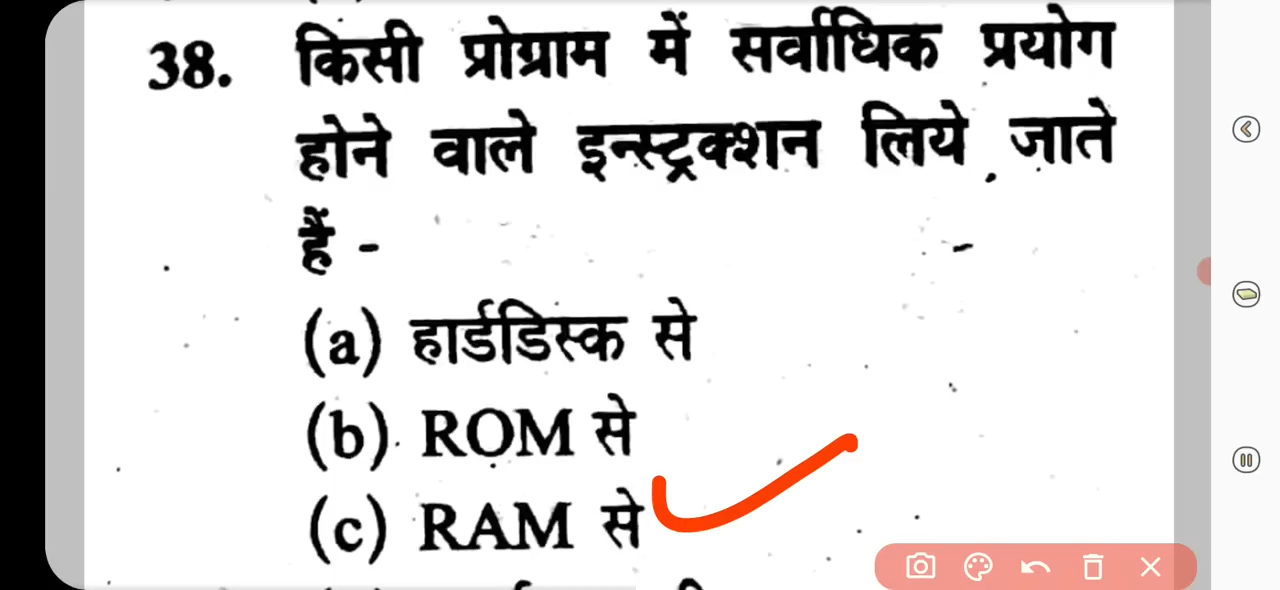 38. किसी प्रोग्राम में सर्वाधिक प्रयोग
होने वाले इन्स्ट्रक्शन लिये जाते
हैं -
(a) हार्डडिस्क से
(b) ROM से
(c) RAM से